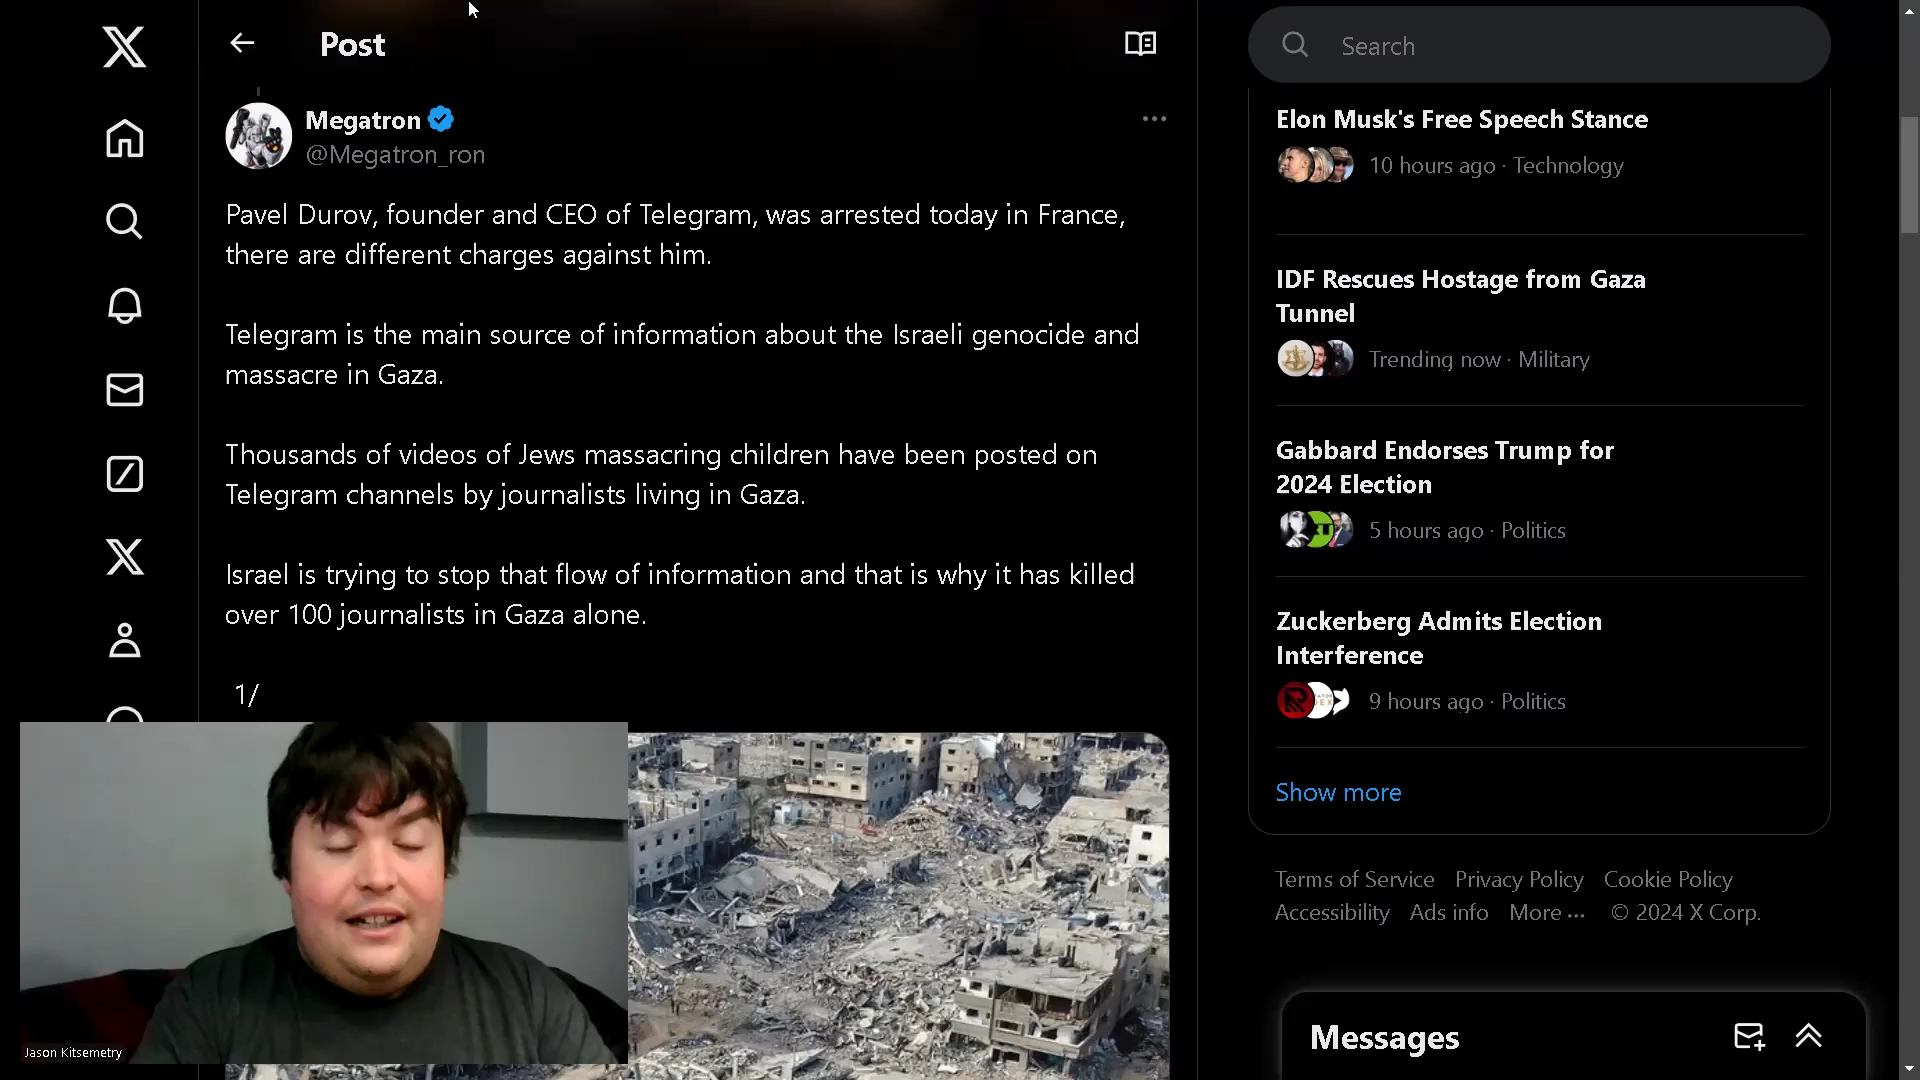 Post
Megatron
@Megatron_ron
Pavel Durov, founder and CEO of Telegram, was arrested today in France,
there are different charges against him.
Telegram is the main source of information about the Israeli genocide and
massacre in Gaza.
Thousands of videos of Jews massacring children have been posted on
Telegram channels by journalists living in Gaza.
Israel is trying to stop that flow of information and that is why it has killed
over 100 journalists in Gaza alone.
1/
Jason Kitsemetry
Search
Elon Musk's Free Speech Stance
10 hours ago · Technology
IDF Rescues Hostage from Gaza
Tunnel
Trending now · Military
Gabbard Endorses Trump for
2024 Election
5 hours ago · Politics
Zuckerberg Admits Election
Interference
9 hours ago · Politics
Show more
Terms of Service Privacy Policy Cookie Policy
Accessibility Ads info More ··· © 2024 X Corp.
Messages